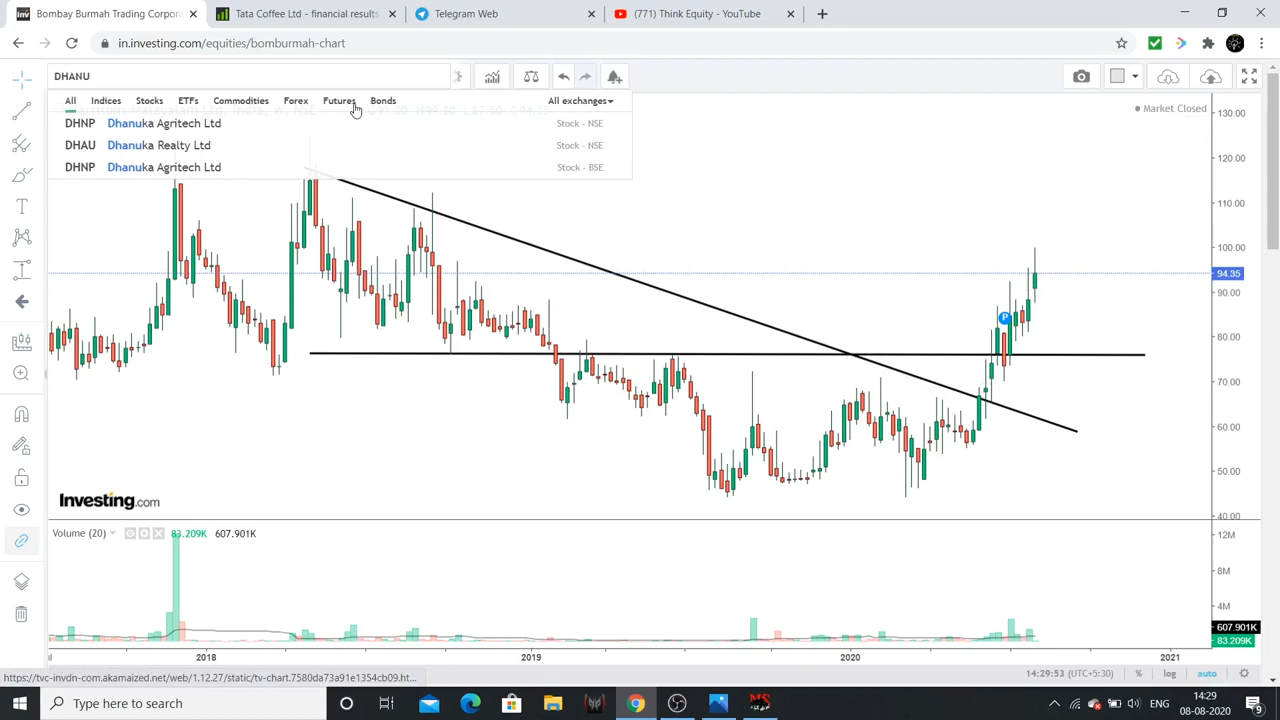 Bombay Burmah Trading Corpor
Tata Coffee Ltd - financial results
Telegram Web
(771) Think Equity - YouTube
in.investing.com/equities/bomburmah-chart
DHANU
All Indices Stocks ETFs Commodities Forex Futures Bonds All exchanges
DHNP Dhanuka Agritech Ltd Stock - NSE
DHAU Dhanuka Realty Ltd Stock - NSE
DHNP Dhanuka Agritech Ltd Stock - BSE
Market Closed
130.00
120.00
110.00
100.00
94.35
90.00
P
80.00
70.00
60.00
50.00
40.00
Investing.com
Volume (20) 83.209K 607.901K
12M
8M
4M
607.901K
83.209K
2018 2019 2020 2021
https://tvc-invdn-com.akamaized.net/web/1.12.27/static/tv-chart.7580da73a91e1354cb09.ht...
14:29:53 (UTC+5:30) % log auto
Type here to search
ENG
14:29
08-08-2020
9